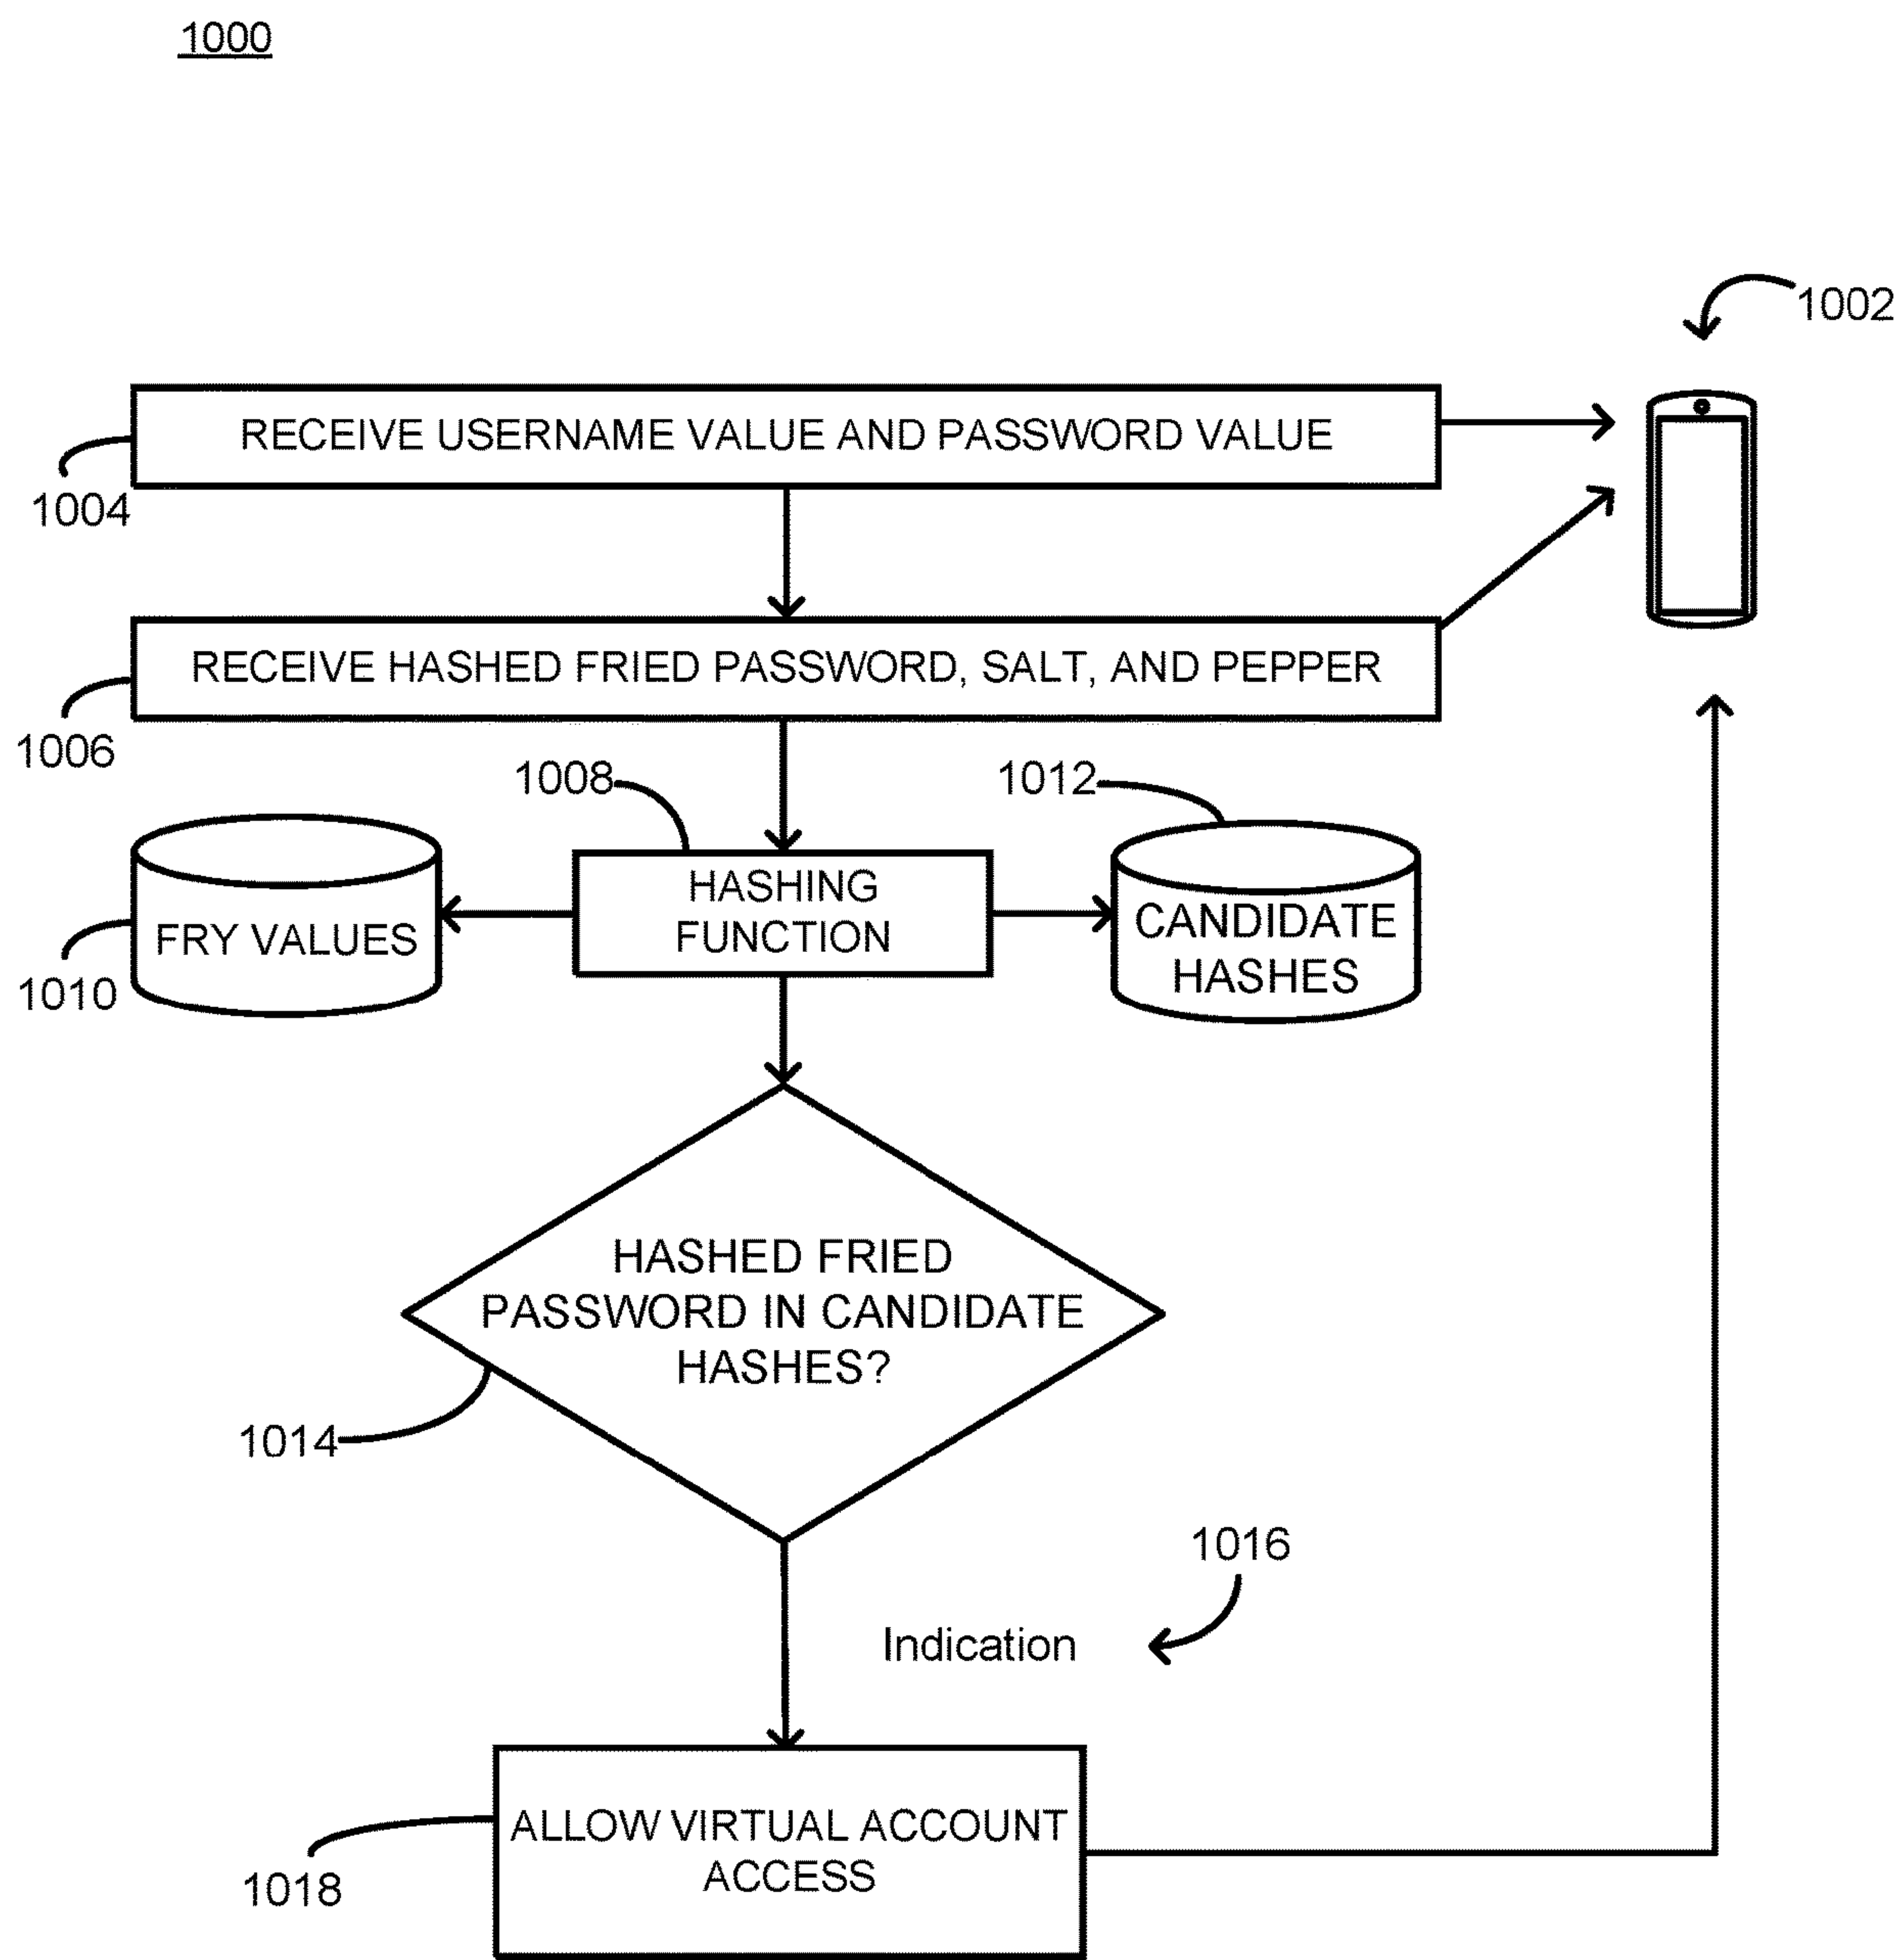 1000
1002
RECEIVE USERNAME VALUE AND PASSWORD VALUE
1004
RECEIVE HASHED FRIED PASSWORD, SALT, AND PEPPER
1006
1008
1012
HASHING
FUNCTION
FRY VALUES
CANDIDATE
HASHES
1010
HASHED FRIED
PASSWORD IN CANDIDATE
HASHES?
1014
1016
Indication
ALLOW VIRTUAL ACCOUNT
ACCESS
1018